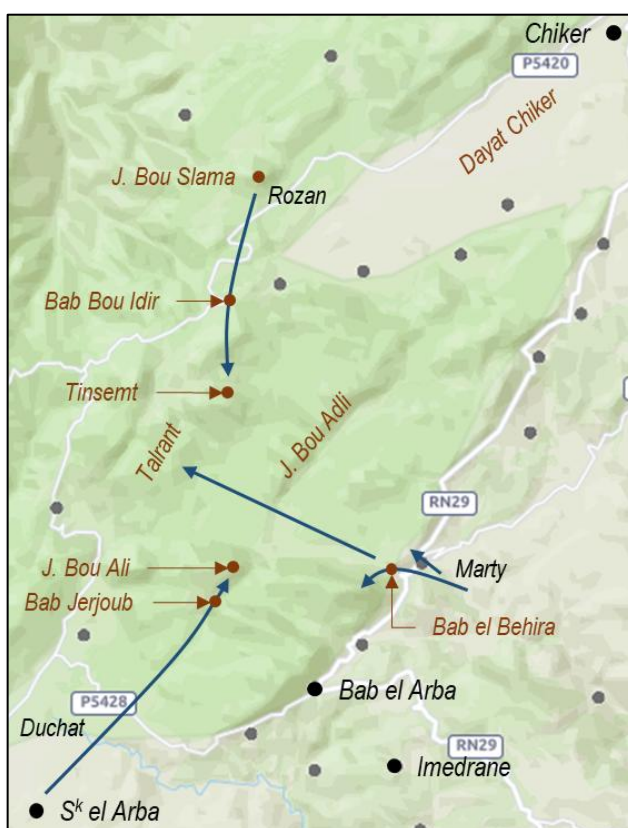 Chiker
P5420
Dayat Chiker
J. Bou Slama
Rozan
Bab Bou Idir
Tinsemt
Talrant
J. Bou Adli
RN29
J. Bou Ali
Marty
Bab Jerjoub
Bab el Behira
P5428
Bab el Arba
Duchat
RN29
Imedrane
Sᵏ el Arba